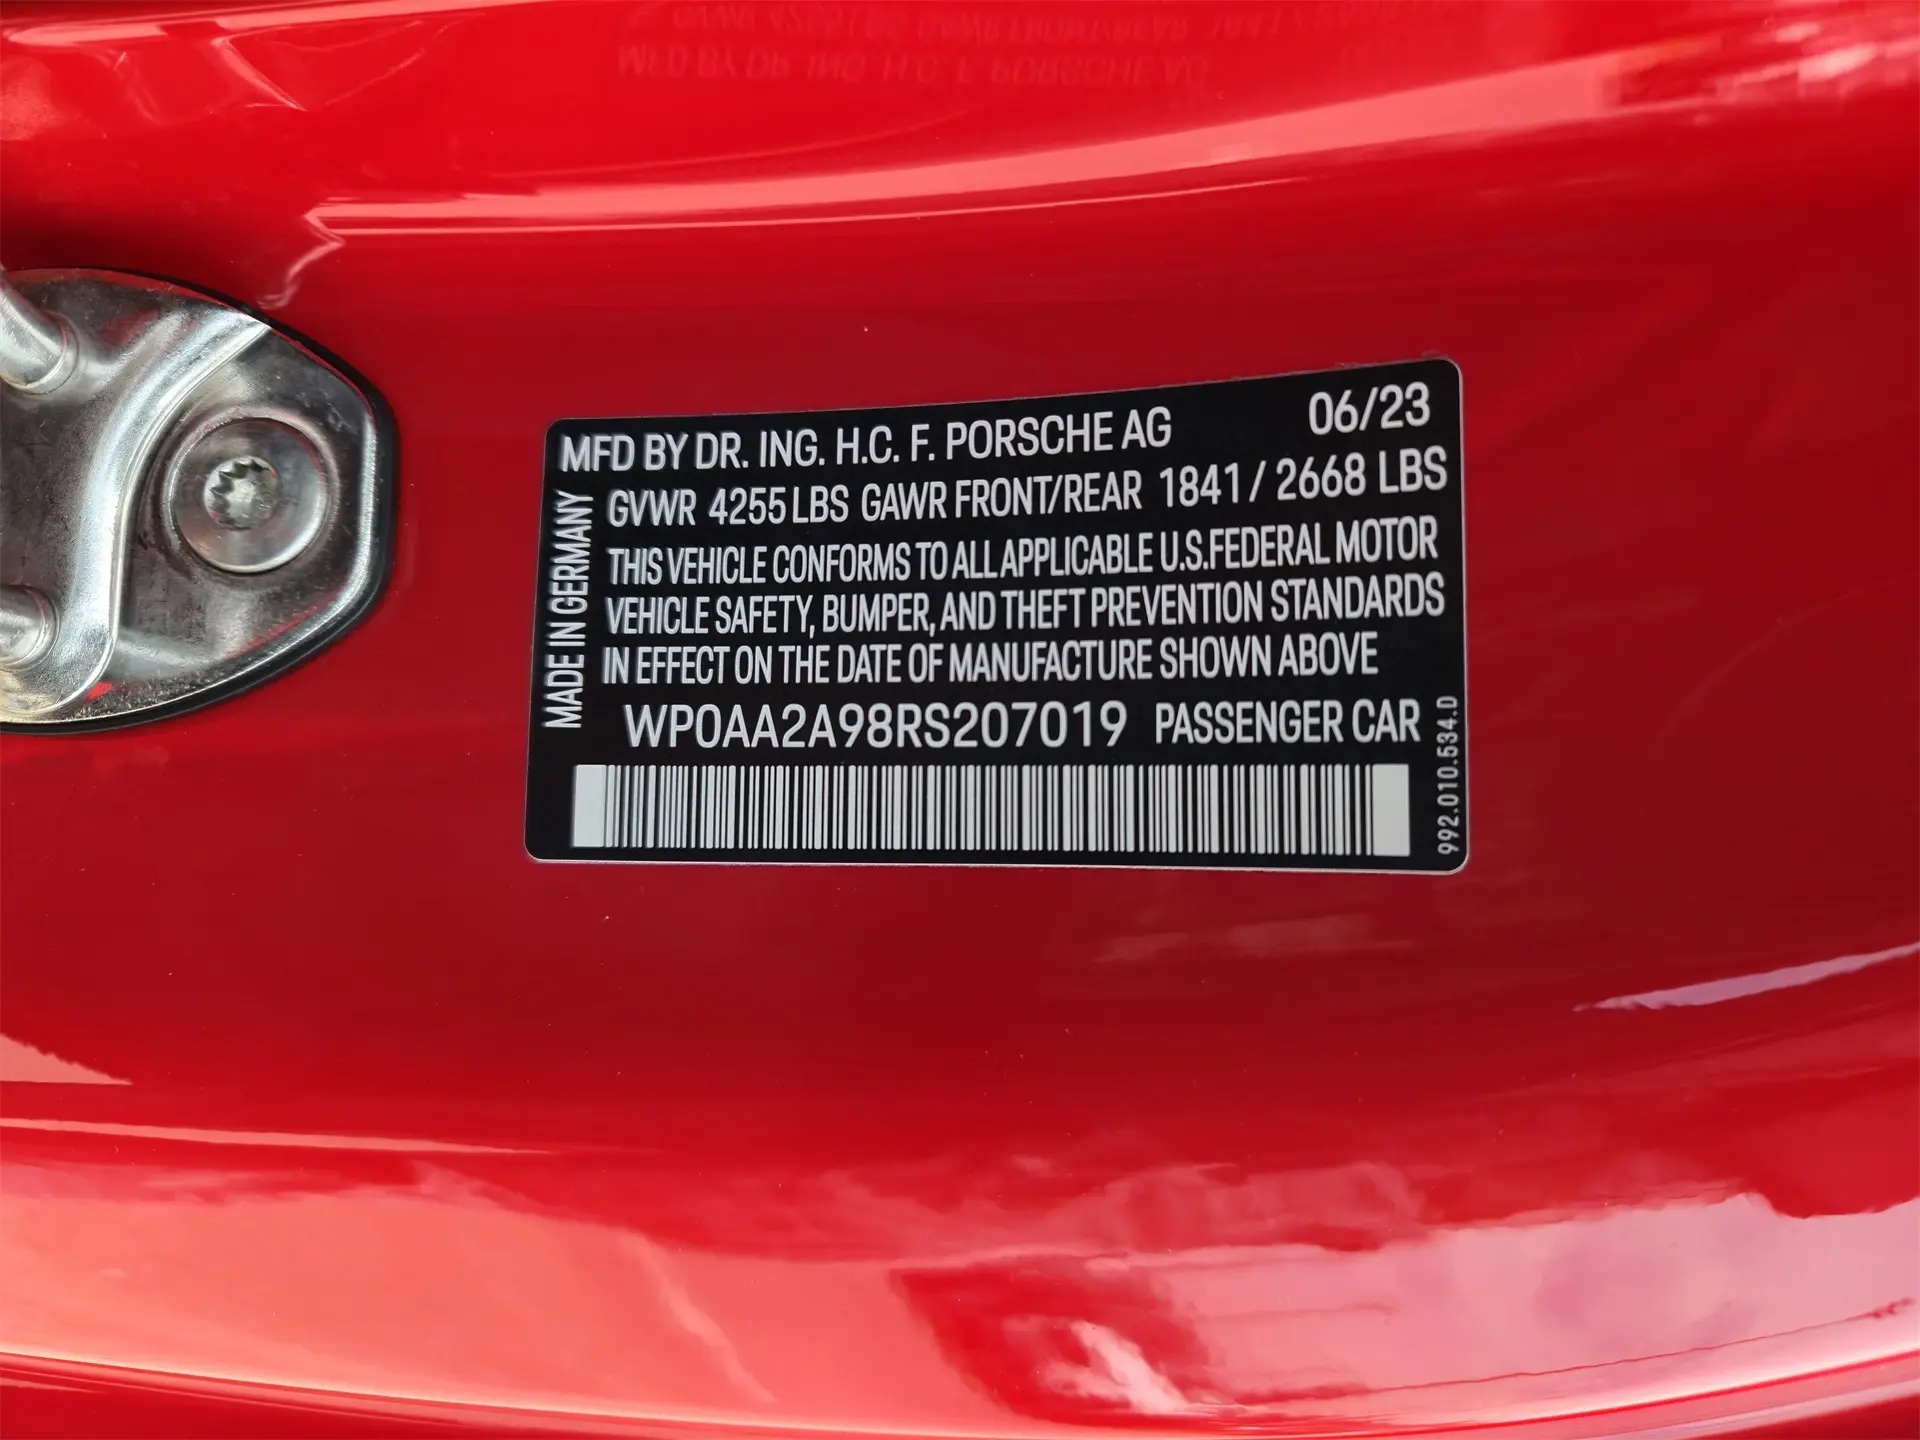 MFD BY DR. ING. H.C. F. PORSCHE AG 06/23
GVWR 4255 LBS GAWR FRONT/REAR 1841 / 2668 LBS
THIS VEHICLE CONFORMS TO ALL APPLICABLE U.S.FEDERAL MOTOR
VEHICLE SAFETY, BUMPER, AND THEFT PREVENTION STANDARDS
IN EFFECT ON THE DATE OF MANUFACTURE SHOWN ABOVE
WP0AA2A98RS207019 PASSENGER CAR
MADE IN GERMANY
992.010.534.D